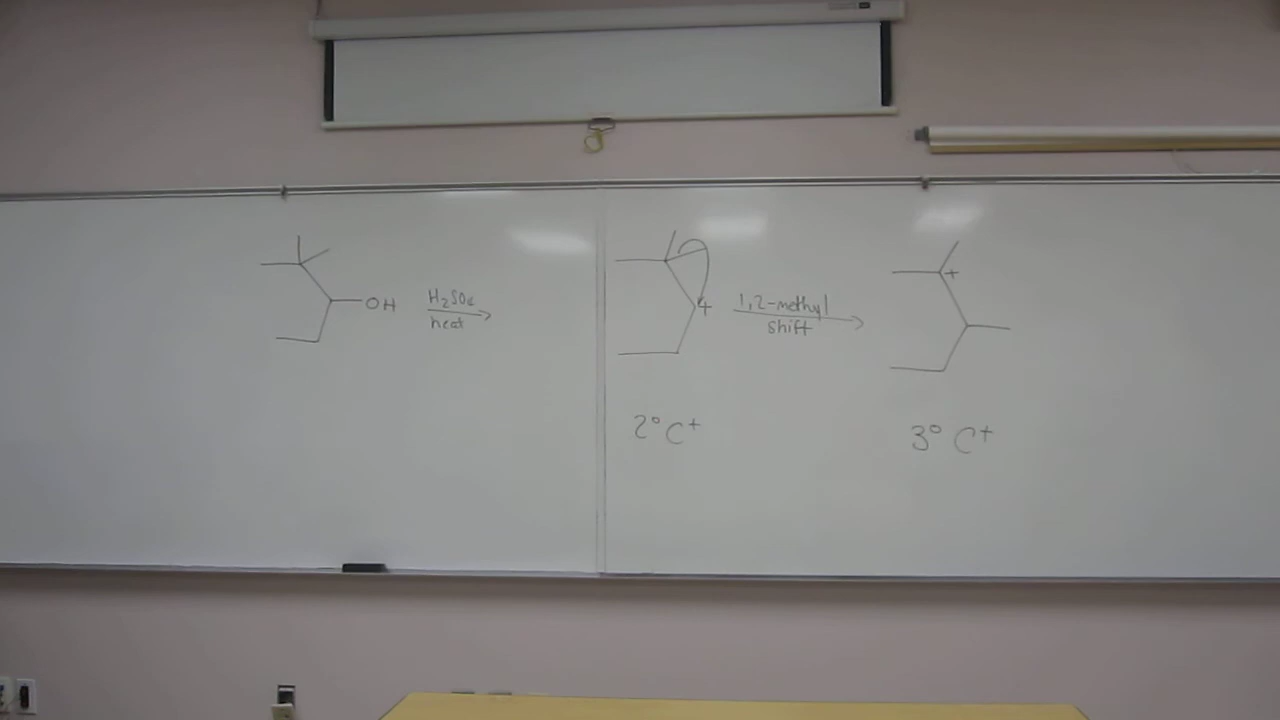 OH
H₂SO₄
heat
+
1,2-methyl
shift
+
2° C⁺
3° C⁺